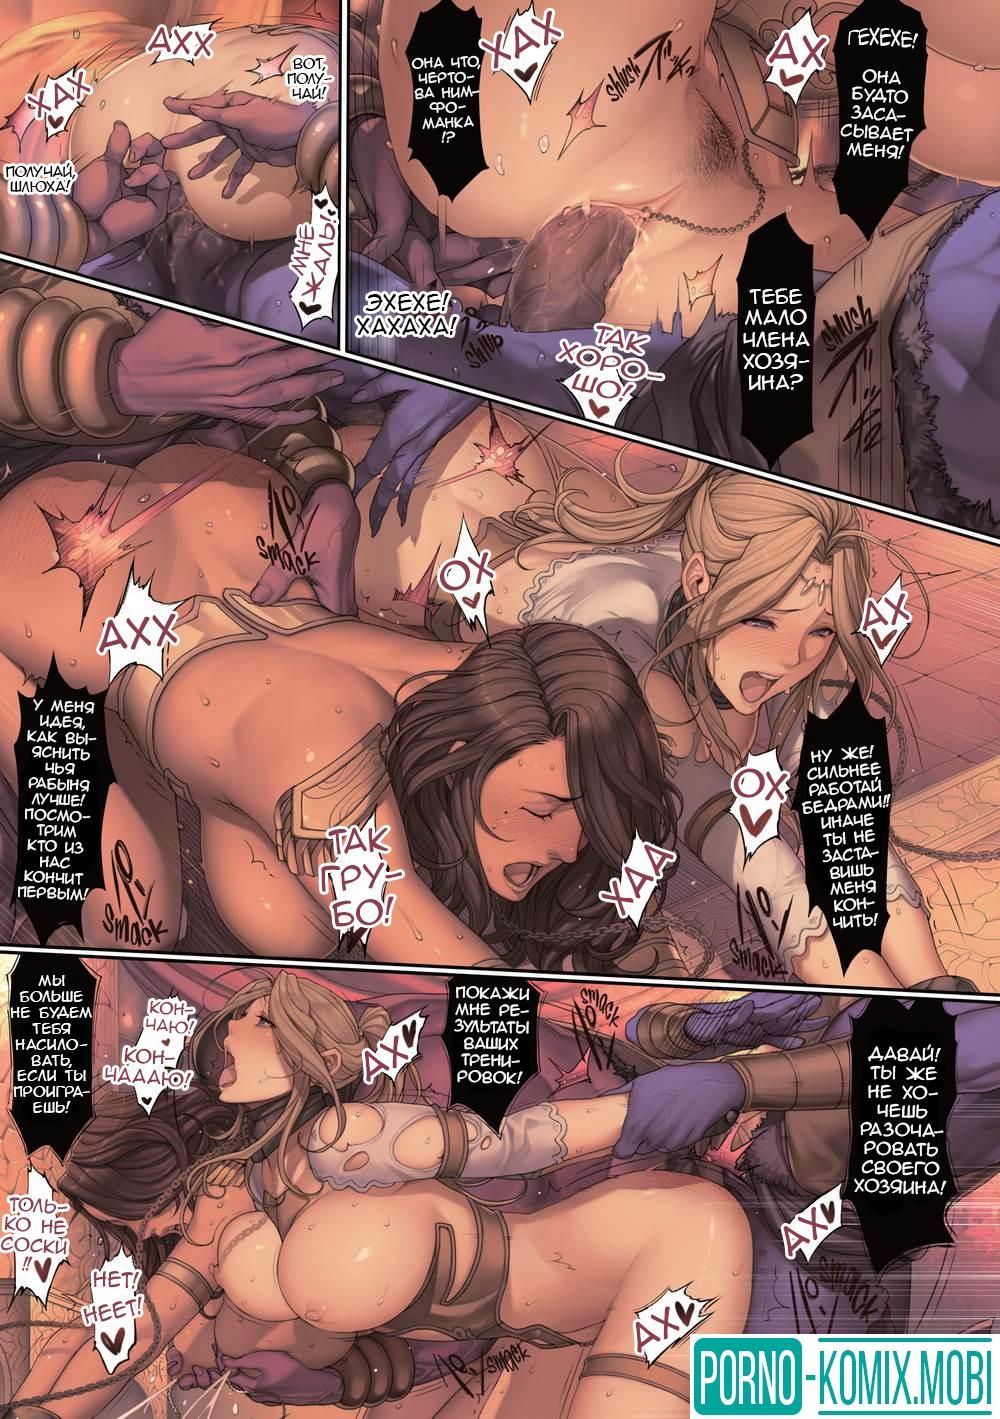 АХХ
ХАХ
ВОТ,
ПОЛУ-
ЧАЙ!
ПОЛУЧАЙ,
ШЛЮХА!
МНЕ
ЖАЛЬ!
ГЕХЕХЕ!
ОНА
БУДТО
ЗАСА-
СЫВАЕТ
МЕНЯ!
АХ
ХАХ
shlush
ОНА ЧТО,
ЧЕРТО-
ВА НИМ-
ФО-
МАНКА
!?
ТЕБЕ
МАЛО
ЧЛЕНА
ХОЗЯ-
ИНА?
shlush
ЭХЕХЕ!
ХАХАХА!
ТАК
ХОРО-
ШО!
smack
ОХ
АХ
АХХ
У МЕНЯ
ИДЕЯ,
КАК ВЫ-
ЯСНИТЬ
ЧЬЯ
РАБЫНЯ
ЛУЧШЕ!
ПОСМО-
ТРИМ
КТО ИЗ
НАС
КОНЧИТ
ПЕРВЫМ!
ОХ
НУ ЖЕ!
СИЛЬНЕЕ
РАБОТАЙ
БЕДРАМИ!!
ИНАЧЕ
ТЫ НЕ
ЗАСТА-
ВИШЬ
МЕНЯ
КОН-
ЧИТЬ!
ТАК
ГРУ-
БО!
ХАА
smack
smack
МЫ
БОЛЬШЕ
НЕ БУДЕМ
ТЕБЯ
НАСИЛО-
ВАТЬ,
ЕСЛИ ТЫ
ПРОИГРА-
ЕШЬ!
КОН-
ЧАЮ!
КОН-
ЧАААЮ!
АХ
ПОКАЖИ
МНЕ РЕ-
ЗУЛЬТАТЫ
ВАШИХ
ТРЕНИ-
РОВОК!
smack
ДАВАЙ!
ТЫ ЖЕ
НЕ ХО-
ЧЕШЬ
РАЗОЧА-
РОВАТЬ
СВОЕГО
ХОЗЯИНА!
ТОЛЬ-
КО НЕ
СОСКИ
!!
НЕТ!
НЕЕТ!
АХ
smack
АХ
smack
PORNO-KOMIX.MOBI